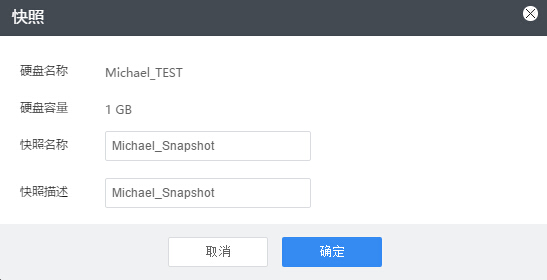 快照
硬盘名称 Michael_TEST
硬盘容量 1 GB
快照名称 Michael_Snapshot
快照描述 Michael_Snapshot
取消 确定